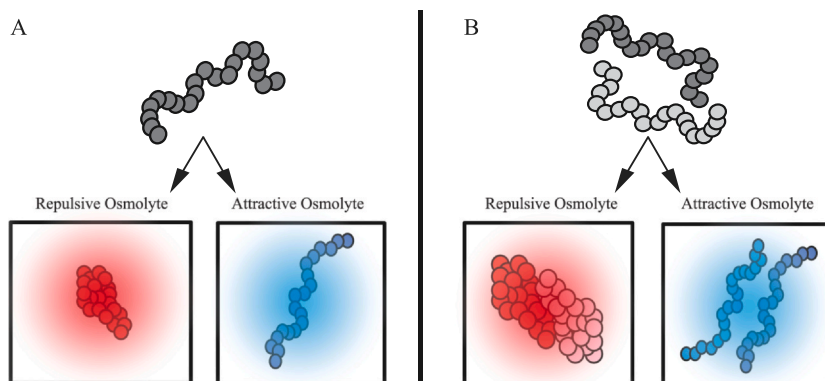 A
B
Repulsive Osmolyte
Attractive Osmolyte
Repulsive Osmolyte
Attractive Osmolyte